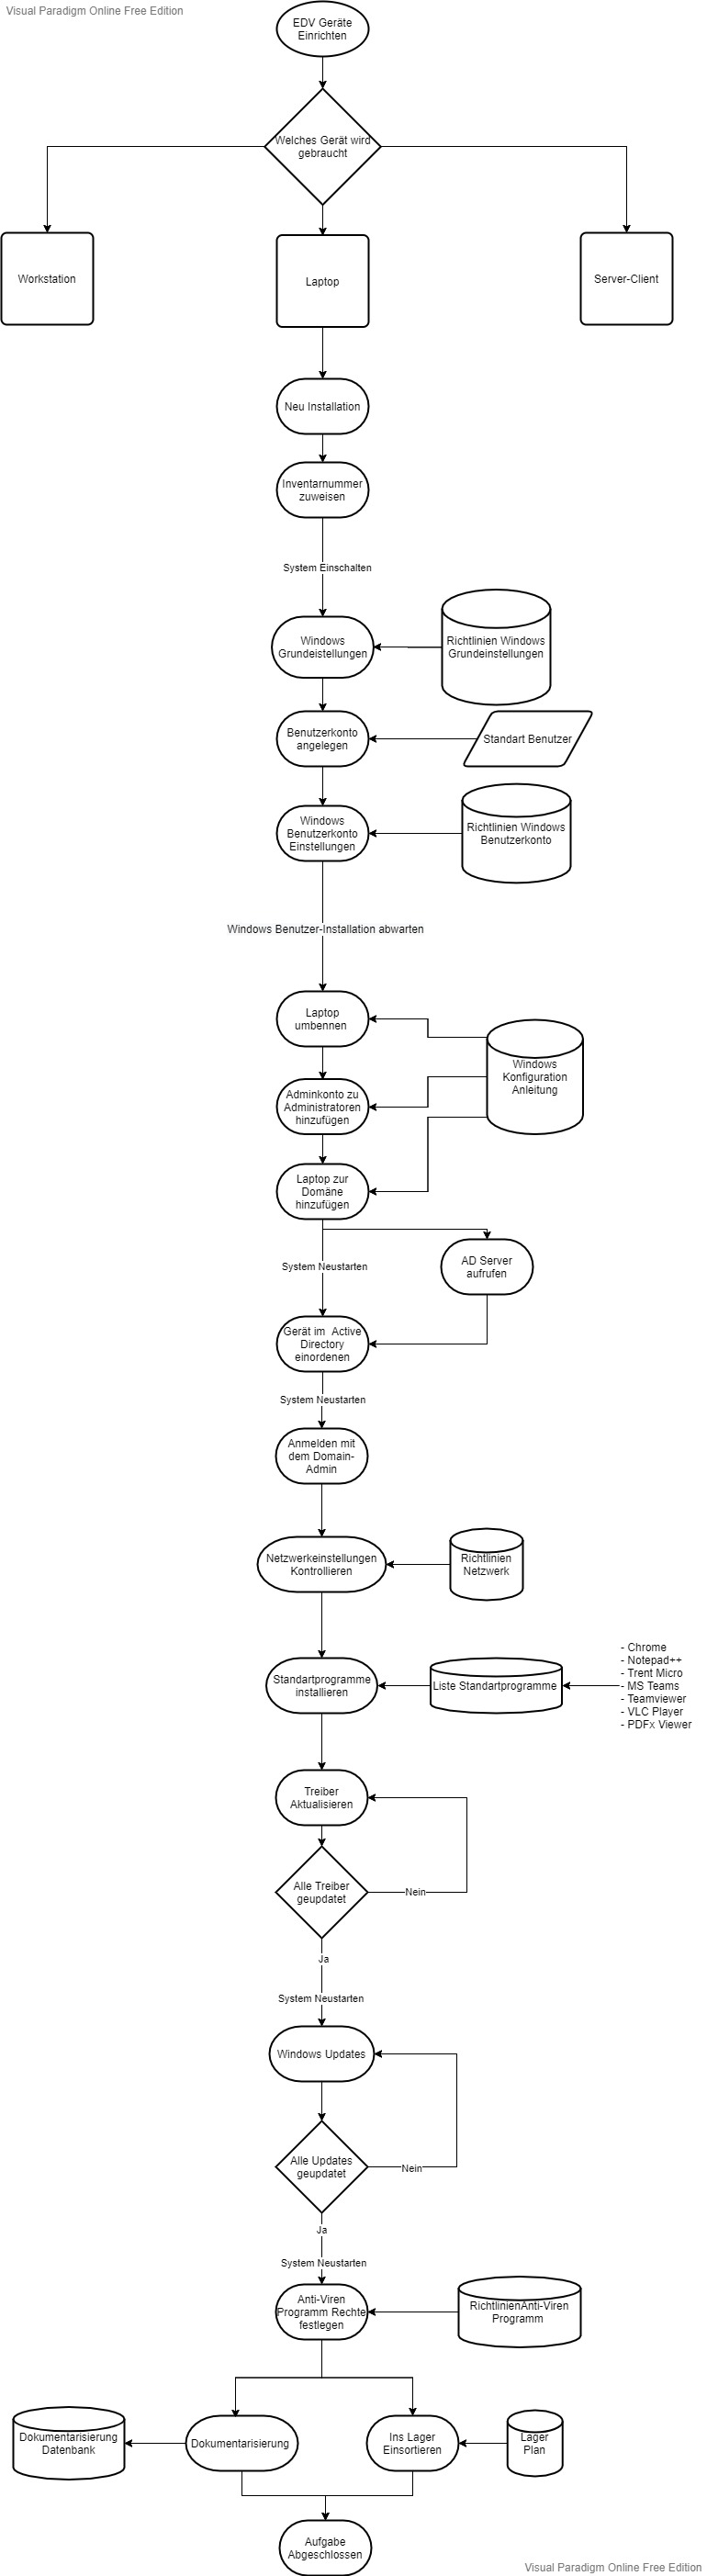 Visual Paradigm Online Free Edition
EDV Geräte
Einrichten
Welches Gerät wird
gebraucht
Workstation
Laptop
Server-Client
Neu Installation
Inventarnummer
zuweisen
System Einschalten
Windows
Grundeistellungen
Richtlinien Windows
Grundeinstellungen
Benutzerkonto
angelegen
Standart Benutzer
Windows
Benutzerkonto
Einstellungen
Richtlinien Windows
Benutzerkonto
Windows Benutzer-Installation abwarten
Laptop
umbennen
Windows
Konfiguration
Anleitung
Adminkonto zu
Administratoren
hinzufügen
Laptop zur
Domäne
hinzufügen
System Neustarten
AD Server
aufrufen
Gerät im Active
Directory
einordenen
System Neustarten
Anmelden mit
dem Domain-
Admin
Netzwerkeinstellungen
Kontrollieren
Richtlinien
Netzwerk
Standartprogramme
installieren
Liste Standartprogramme
- Chrome
- Notepad++
- Trent Micro
- MS Teams
- Teamviewer
- VLC Player
- PDFx Viewer
Treiber
Aktualisieren
Alle Treiber
geupdatet
Nein
Ja
System Neustarten
Windows Updates
Alle Updates
geupdatet
Nein
Ja
System Neustarten
Anti-Viren
Programm Rechte
festlegen
RichtlinienAnti-Viren
Programm
Dokumentarisierung
Datenbank
Dokumentarisierung
Ins Lager
Einsortieren
Lager
Plan
Aufgabe
Abgeschlossen
Visual Paradigm Online Free Edition